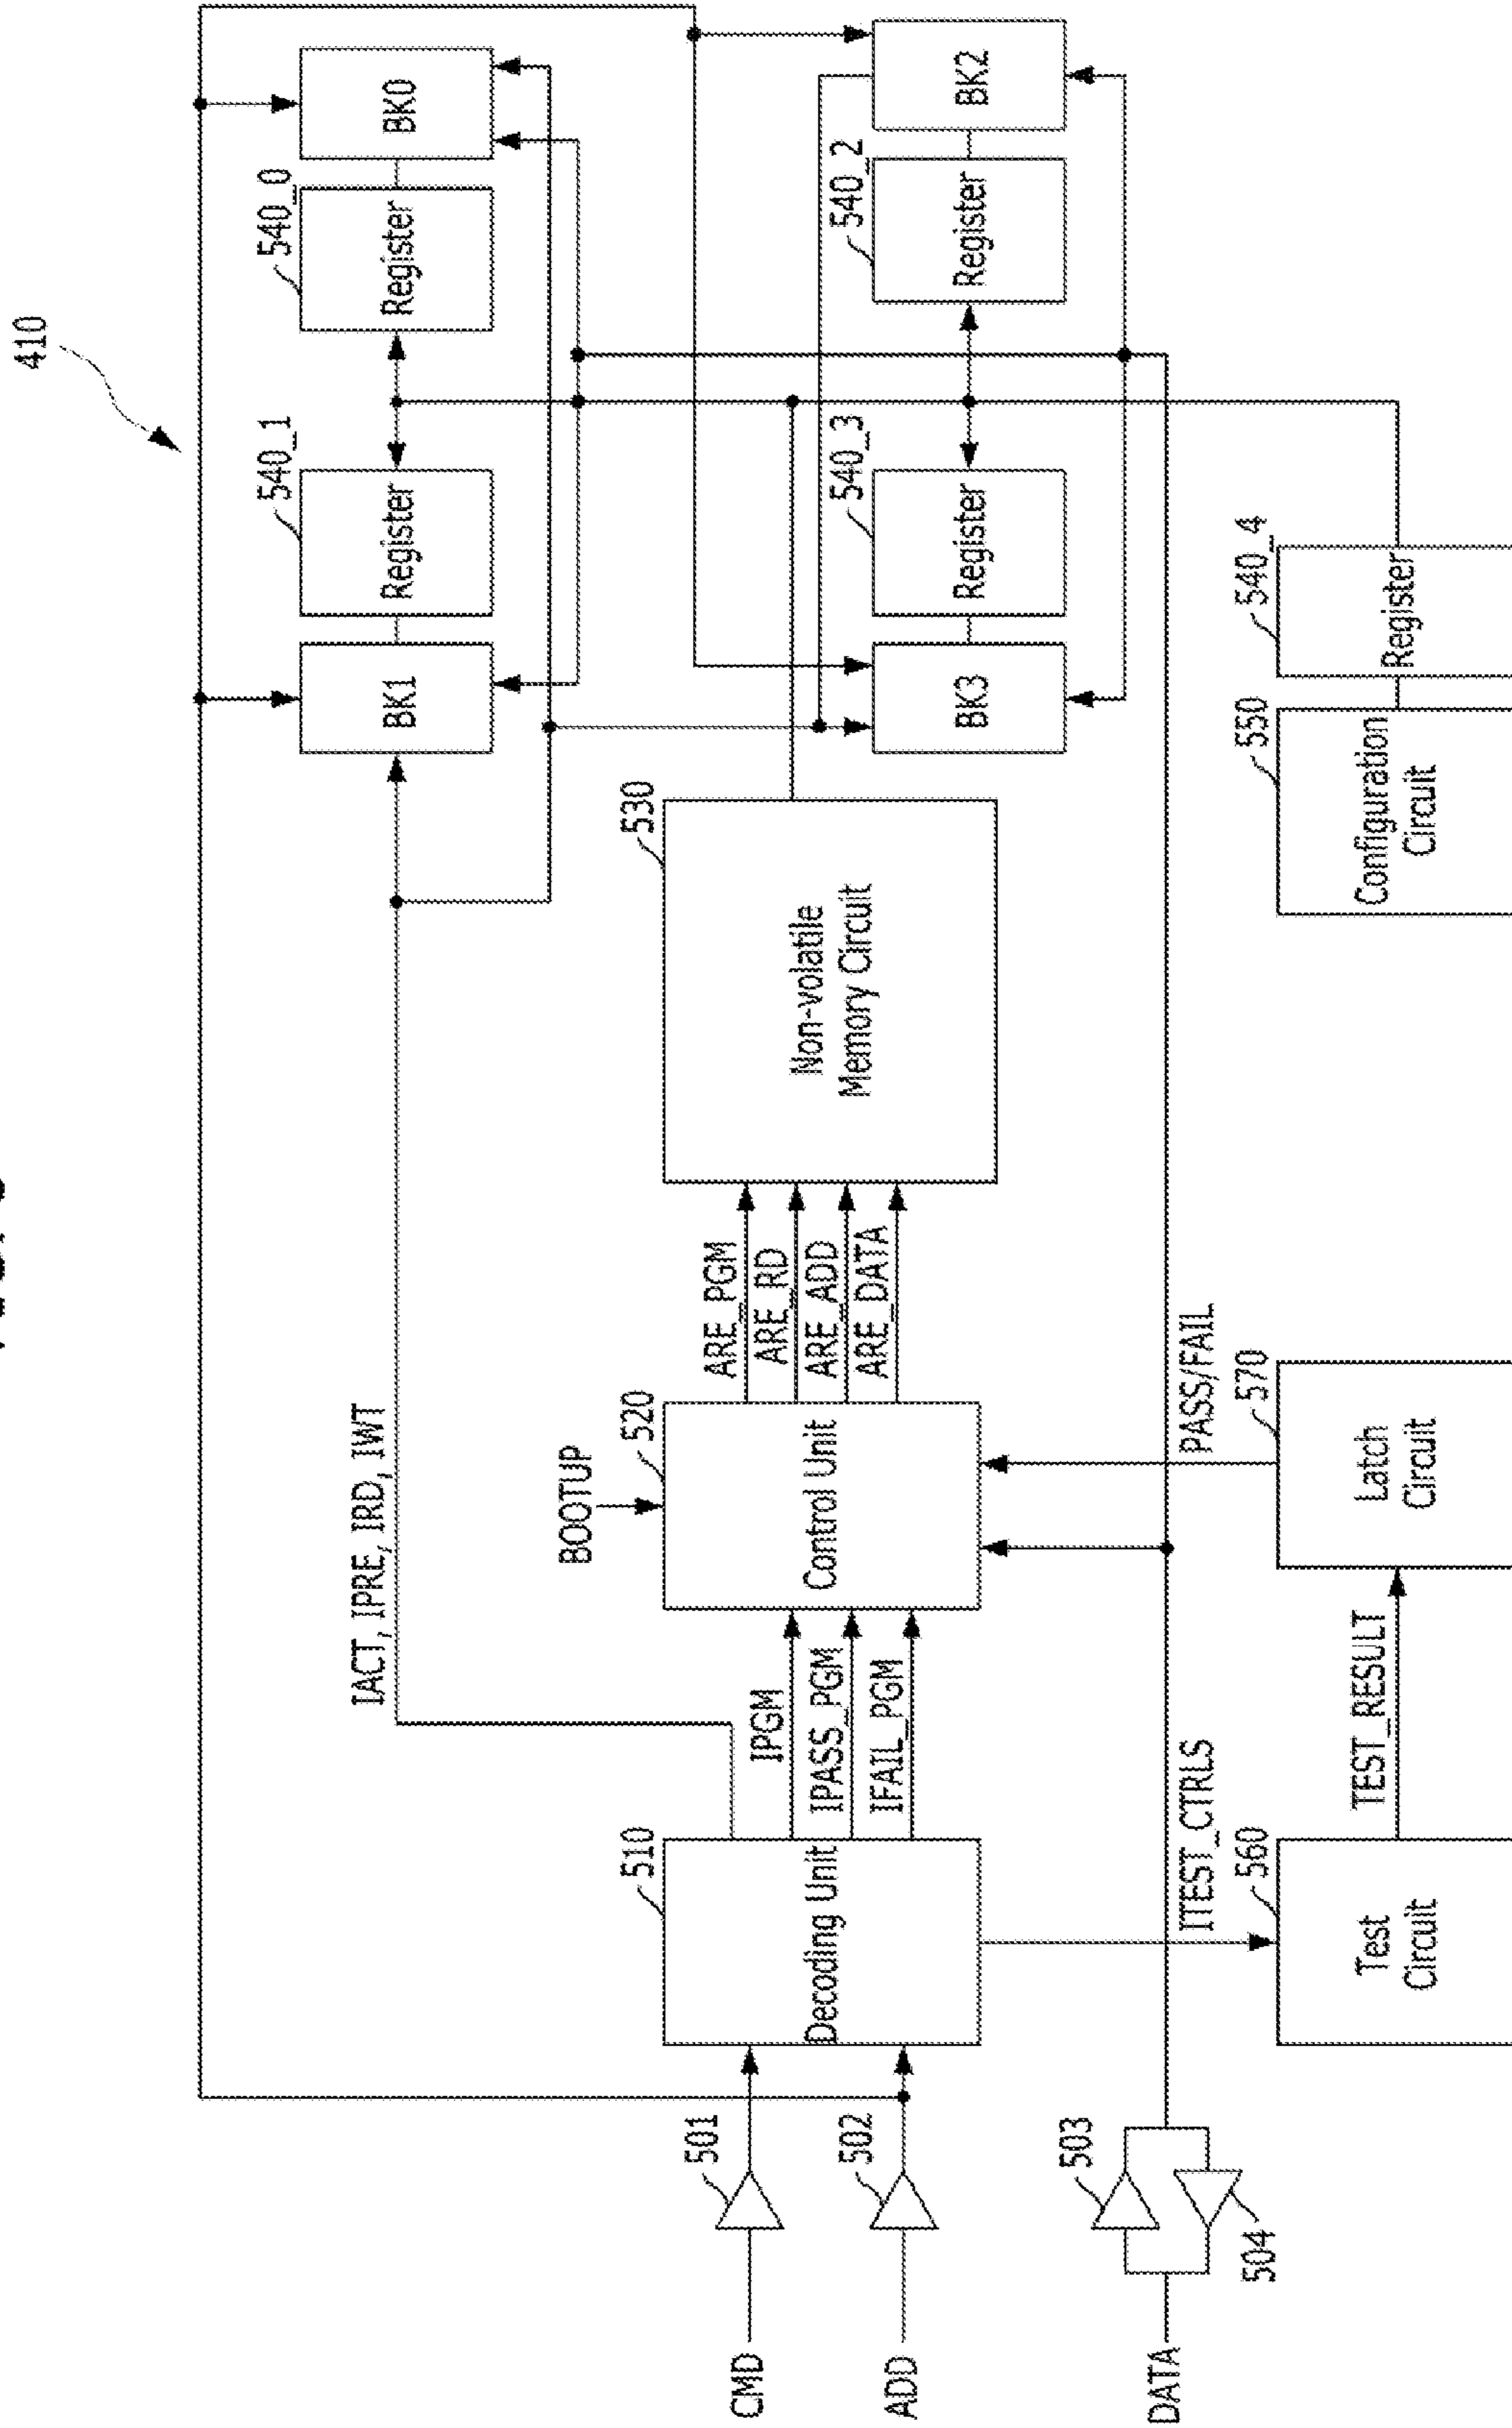 410
540_1
540_0
BK1
Register
Register
BK0
IACT, IPRE, IRD, IWT
BOOTUP
510
520
530
540_3
540_2
CMD
501
Decoding Unit
IPGM
IPASS_PGM
IFAIL_PGM
Control Unit
ARE_PGM
ARE_RD
ARE_ADD
ARE_DATA
Non-volatile
Memory Circuit
BK3
Register
Register
BK2
ADD
502
DATA
503
504
ITEST_CTRLS
PASS/FAIL
560
Test
Circuit
TEST_RESULT
570
Latch
Circuit
550
Configuration
Circuit
540_4
Register